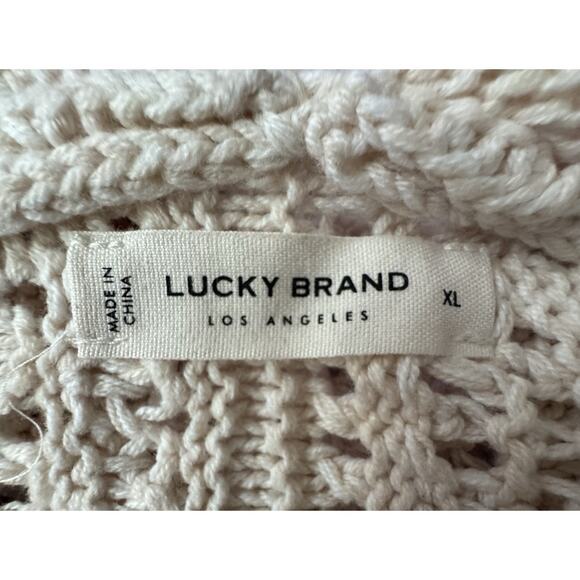 MADE IN
CHINA
LUCKY BRAND
LOS ANGELES
XL